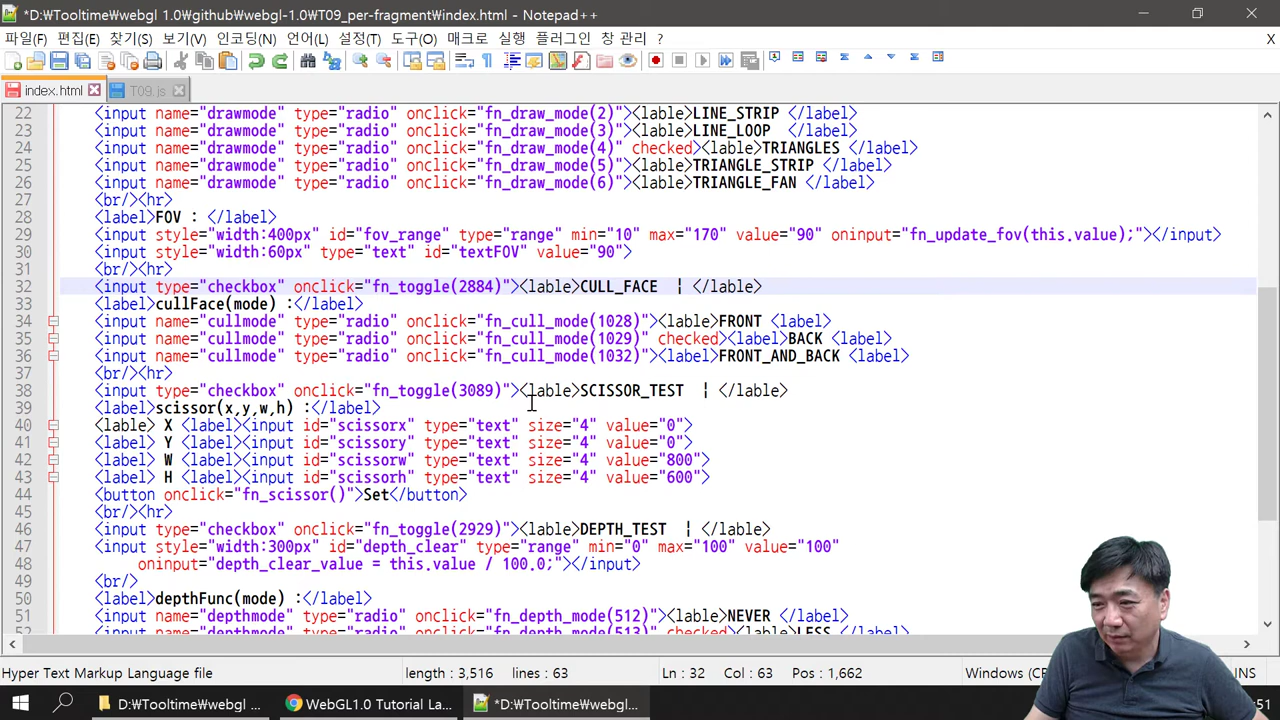 *D:₩Tooltime₩webgl 1.0₩github₩webgl-1.0₩T09_per-fragment₩index.html - Notepad++
파일(F) 편집(E) 찾기(S) 보기(V) 인코딩(N) 언어(L) 설정(T) 도구(O) 매크로 실행 플러그인 창 관리 ? X
index.html T09.js
22 <input name="drawmode" type="radio" onclick="fn_draw_mode(2)"><lable>LINE_STRIP </label>
23 <input name="drawmode" type="radio" onclick="fn_draw_mode(3)"><lable>LINE_LOOP </label>
24 <input name="drawmode" type="radio" onclick="fn_draw_mode(4)" checked><lable>TRIANGLES </label>
25 <input name="drawmode" type="radio" onclick="fn_draw_mode(5)"><lable>TRIANGLE_STRIP </label>
26 <input name="drawmode" type="radio" onclick="fn_draw_mode(6)"><lable>TRIANGLE_FAN </label>
27 <br/><hr>
28 <label>FOV : </label>
29 <input style="width:400px" id="fov_range" type="range" min="10" max="170" value="90" oninput="fn_update_fov(this.value);"></input>
30 <input style="width:60px" type="text" id="textFOV" value="90">
31 <br/><hr>
32 <input type="checkbox" onclick="fn_toggle(2884)"><lable>CULL_FACE ¦ </lable>
33 <label>cullFace(mode) :</label>
34 <input name="cullmode" type="radio" onclick="fn_cull_mode(1028)"><lable>FRONT <label>
35 <input name="cullmode" type="radio" onclick="fn_cull_mode(1029)" checked><label>BACK <label>
36 <input name="cullmode" type="radio" onclick="fn_cull_mode(1032)"><label>FRONT_AND_BACK <label>
37 <br/><hr>
38 <input type="checkbox" onclick="fn_toggle(3089)"><lable>SCISSOR_TEST ¦ </lable>
39 <label>scissor(x,y,w,h) :</label>
40 <lable> X <label><input id="scissorx" type="text" size="4" value="0">
41 <label> Y <label><input id="scissory" type="text" size="4" value="0">
42 <label> W <label><input id="scissorw" type="text" size="4" value="800">
43 <label> H <label><input id="scissorh" type="text" size="4" value="600">
44 <button onclick="fn_scissor()">Set</button>
45 <br/><hr>
46 <input type="checkbox" onclick="fn_toggle(2929)"><lable>DEPTH_TEST ¦ </lable>
47 <input style="width:300px" id="depth_clear" type="range" min="0" max="100" value="100"
48 oninput="depth_clear_value = this.value / 100.0;"></input>
49 <br/>
50 <label>depthFunc(mode) :</label>
51 <input name="depthmode" type="radio" onclick="fn_depth_mode(512)"><lable>NEVER </label>
52 <input name="depthmode" type="radio" onclick="fn_depth_mode(513)" checked><lable>LESS </label>
Hyper Text Markup Language file length : 3,516 lines : 63 Ln : 32 Col : 63 Pos : 1,662 Windows (CR INS
D:₩Tooltime₩webgl ... WebGL1.0 Tutorial La... *D:₩Tooltime₩webgl...